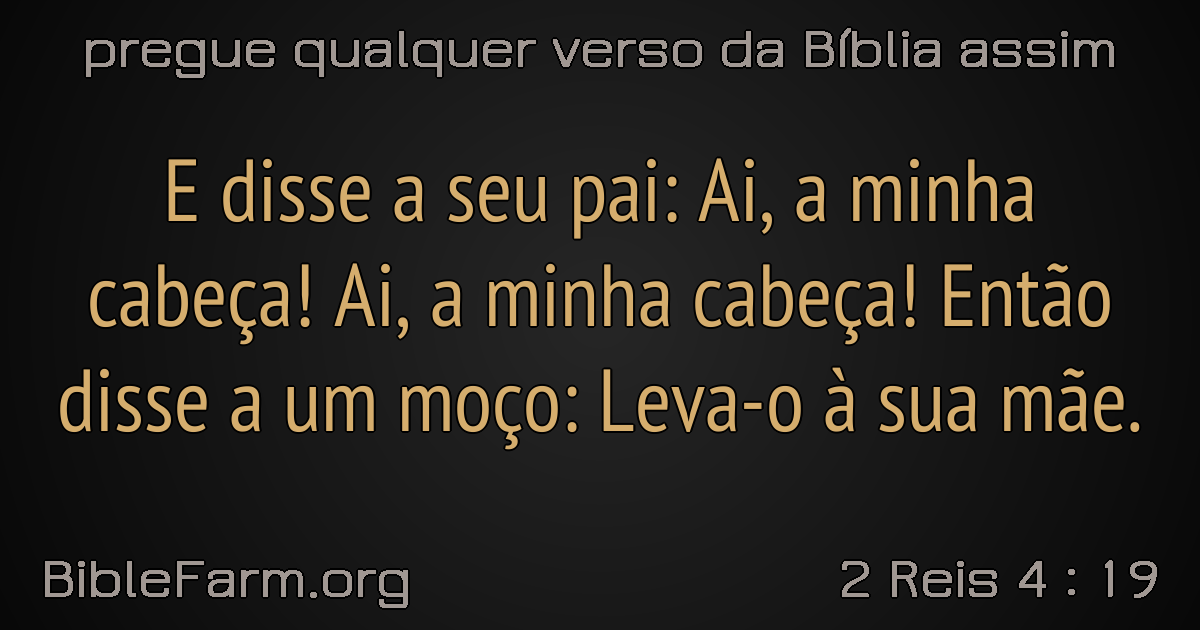 pregue qualquer verso da Bíblia assim
E disse a seu pai: Ai, a minha
cabeça! Ai, a minha cabeça! Então
disse a um moço: Leva-o à sua mãe.
BibleFarm.org
2 Reis 4 : 19